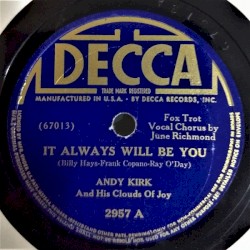 DECCA
TRADE MARK REGISTERED
MANUFACTURED IN U.S.A. - BY DECCA RECORDS, INC.
Fox Trot
Vocal Chorus by
June Richmond
(67013)
IT ALWAYS WILL BE YOU
(Billy Hays-Frank Copano-Ray O'Day)
ANDY KIRK
And His Clouds Of Joy
2957 A